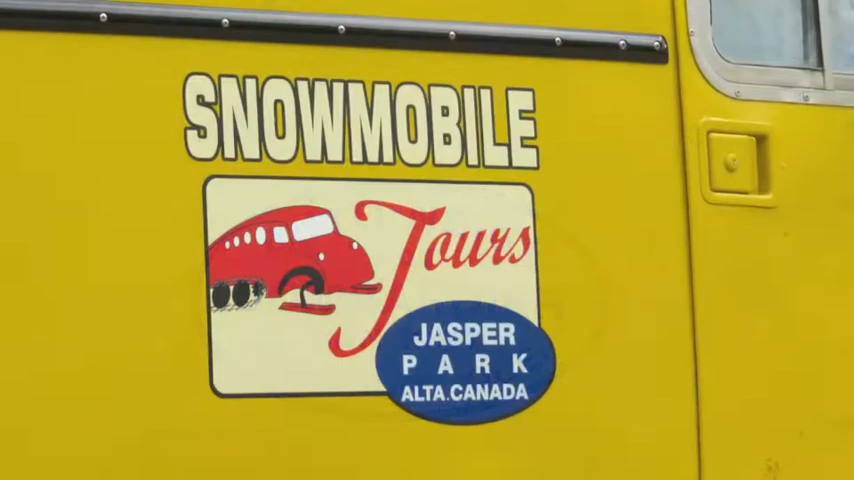 SNOWMOBILE
Tours
JASPER
PARK
ALTA.CANADA